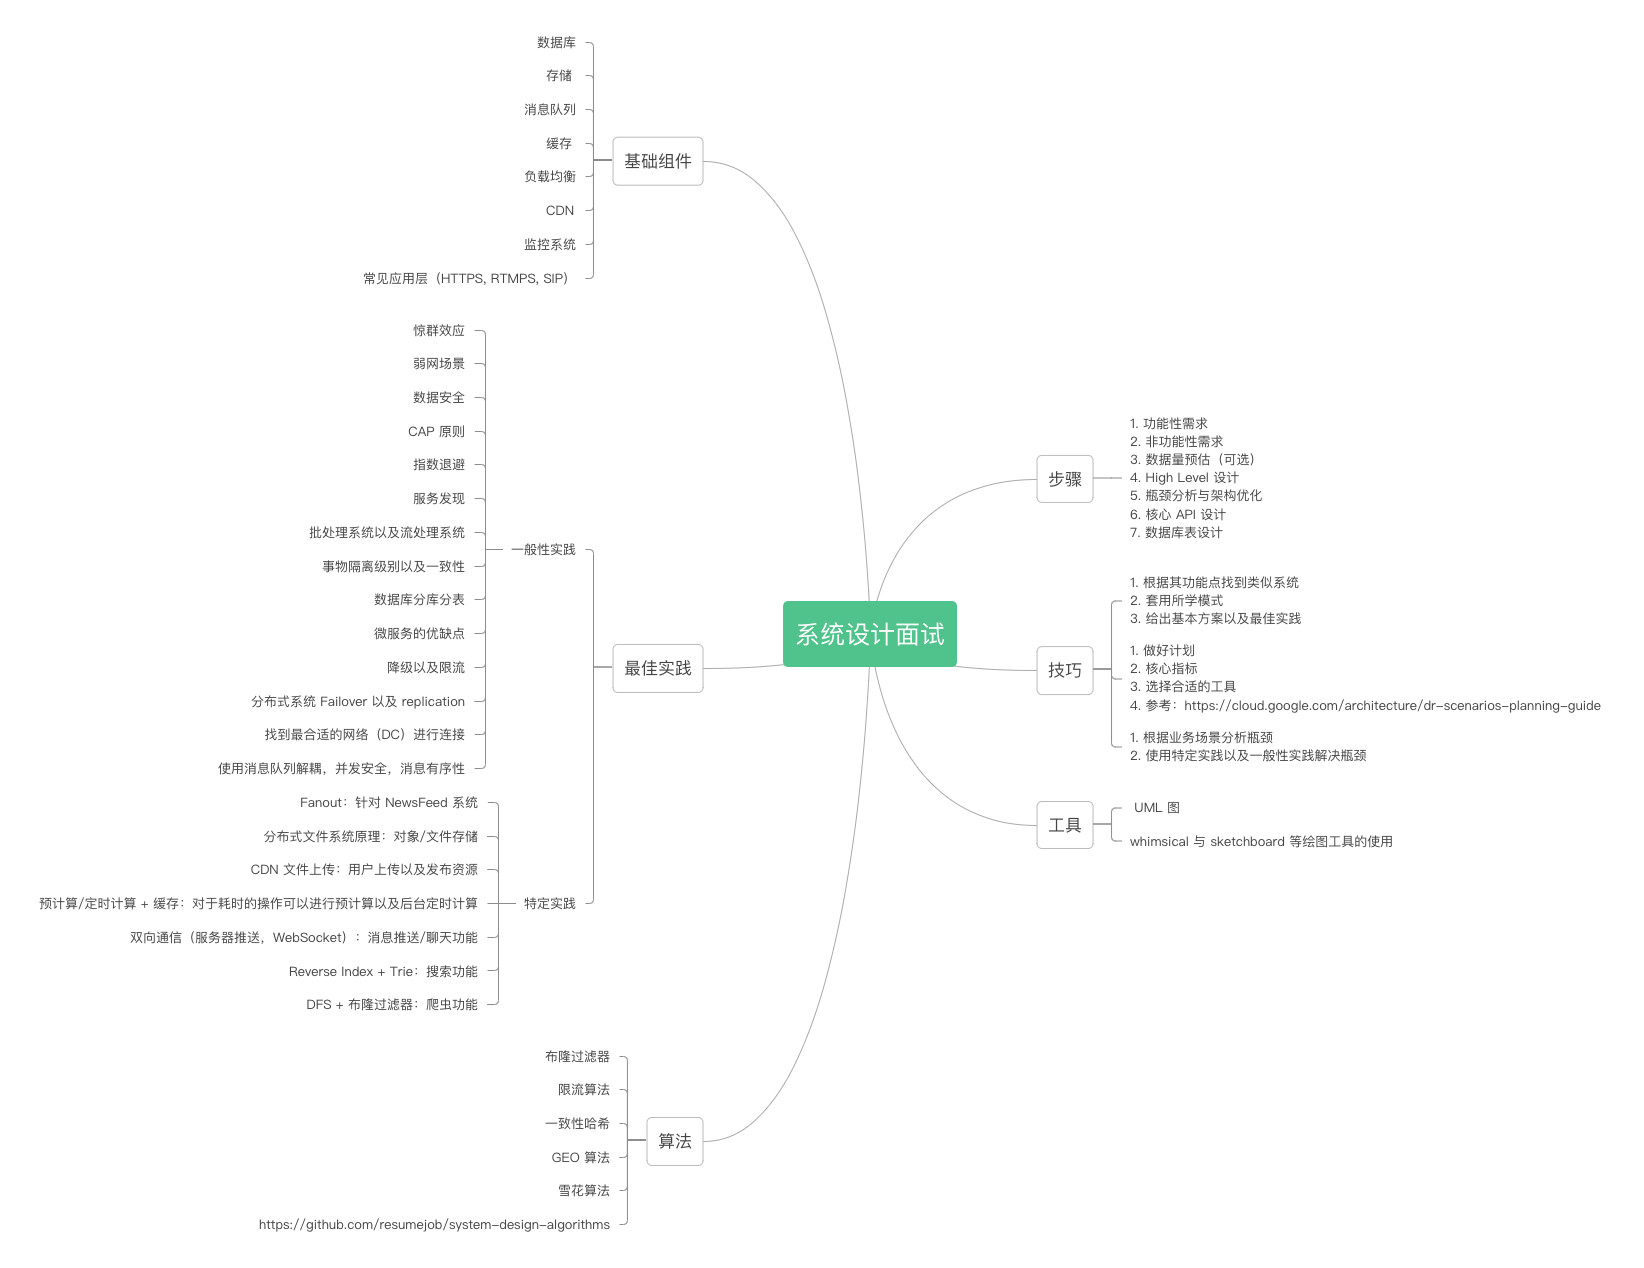 系统设计面试
基础组件
数据库
存储
消息队列
缓存
负载均衡
CDN
监控系统
常见应用层（HTTPS, RTMPS, SIP）
最佳实践
一般性实践
惊群效应
弱网场景
数据安全
CAP 原则
指数退避
服务发现
批处理系统以及流处理系统
事物隔离级别以及一致性
数据库分库分表
微服务的优缺点
降级以及限流
分布式系统 Failover 以及 replication
找到最合适的网络（DC）进行连接
使用消息队列解耦，并发安全，消息有序性
特定实践
Fanout：针对 NewsFeed 系统
分布式文件系统原理：对象/文件存储
CDN 文件上传：用户上传以及发布资源
预计算/定时计算 + 缓存：对于耗时的操作可以进行预计算以及后台定时计算
双向通信（服务器推送，WebSocket）：消息推送/聊天功能
Reverse Index + Trie：搜索功能
DFS + 布隆过滤器：爬虫功能
算法
布隆过滤器
限流算法
一致性哈希
GEO 算法
雪花算法
https://github.com/resumejob/system-design-algorithms
步骤
1. 功能性需求
2. 非功能性需求
3. 数据量预估（可选）
4. High Level 设计
5. 瓶颈分析与架构优化
6. 核心 API 设计
7. 数据库表设计
技巧
1. 根据其功能点找到类似系统
2. 套用所学模式
3. 给出基本方案以及最佳实践
1. 做好计划
2. 核心指标
3. 选择合适的工具
4. 参考：https://cloud.google.com/architecture/dr-scenarios-planning-guide
1. 根据业务场景分析瓶颈
2. 使用特定实践以及一般性实践解决瓶颈
工具
UML 图
whimsical 与 sketchboard 等绘图工具的使用